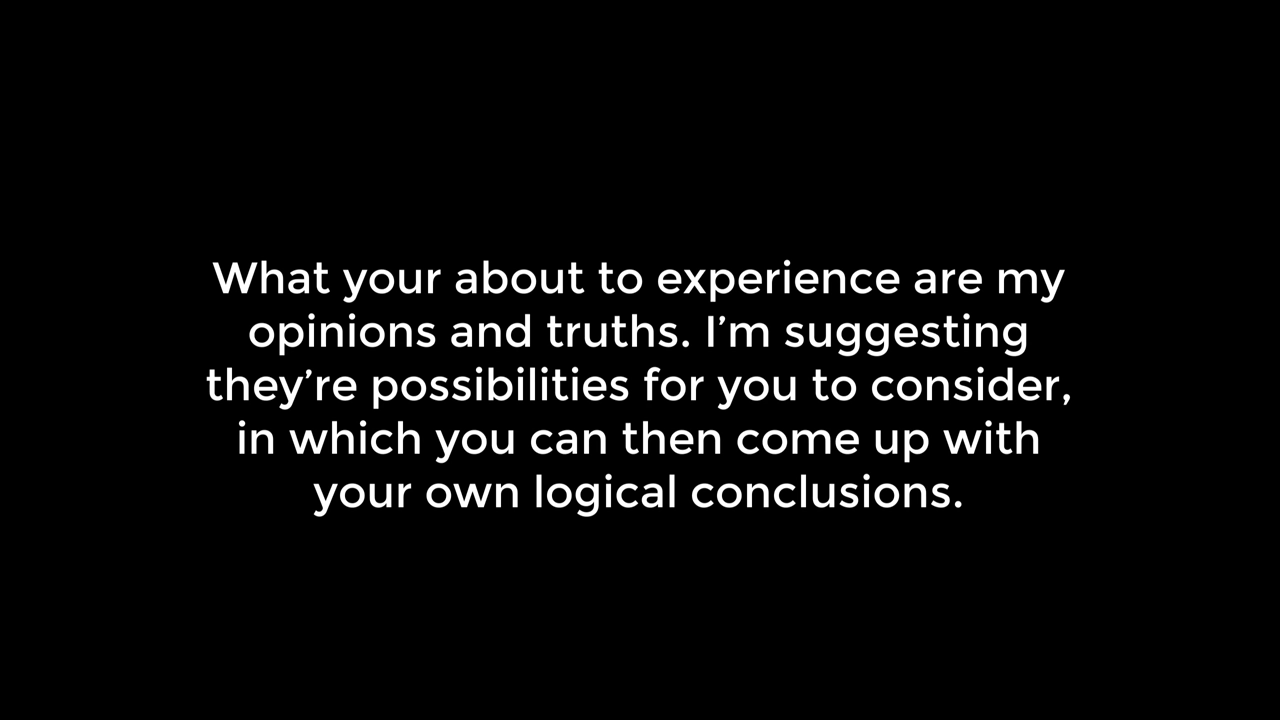 What your about to experience are my
opinions and truths. I’m suggesting
they’re possibilities for you to consider,
in which you can then come up with
your own logical conclusions.